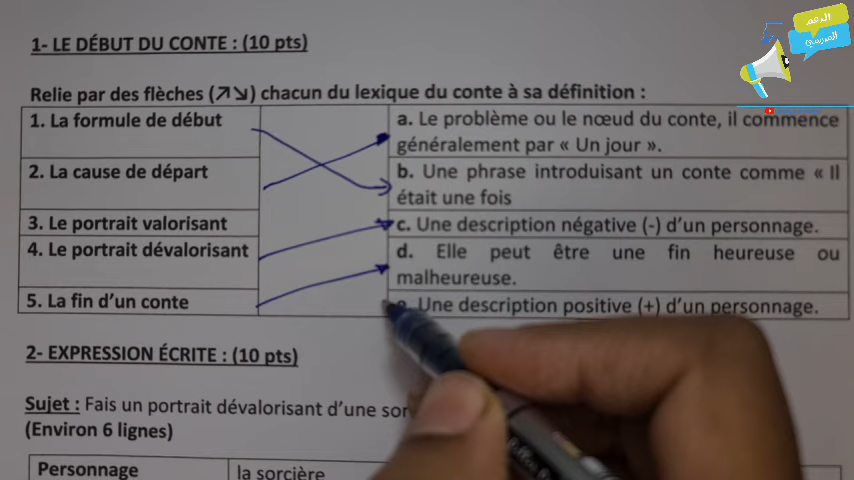 الدعم
المدرسي
1- LE DÉBUT DU CONTE : (10 pts)
Relie par des flèches (↗↘) chacun du lexique du conte à sa définition :
1. La formule de début
2. La cause de départ
3. Le portrait valorisant
4. Le portrait dévalorisant
5. La fin d'un conte
a. Le problème ou le nœud du conte, il commence
généralement par « Un jour ».
b. Une phrase introduisant un conte comme « Il
était une fois
c. Une description négative (-) d'un personnage.
d. Elle peut être une fin heureuse ou
malheureuse.
Une description positive (+) d'un personnage.
2- EXPRESSION ÉCRITE : (10 pts)
Sujet : Fais un portrait dévalorisant d'une
(Environ 6 lignes)
Personnage
la sorcière